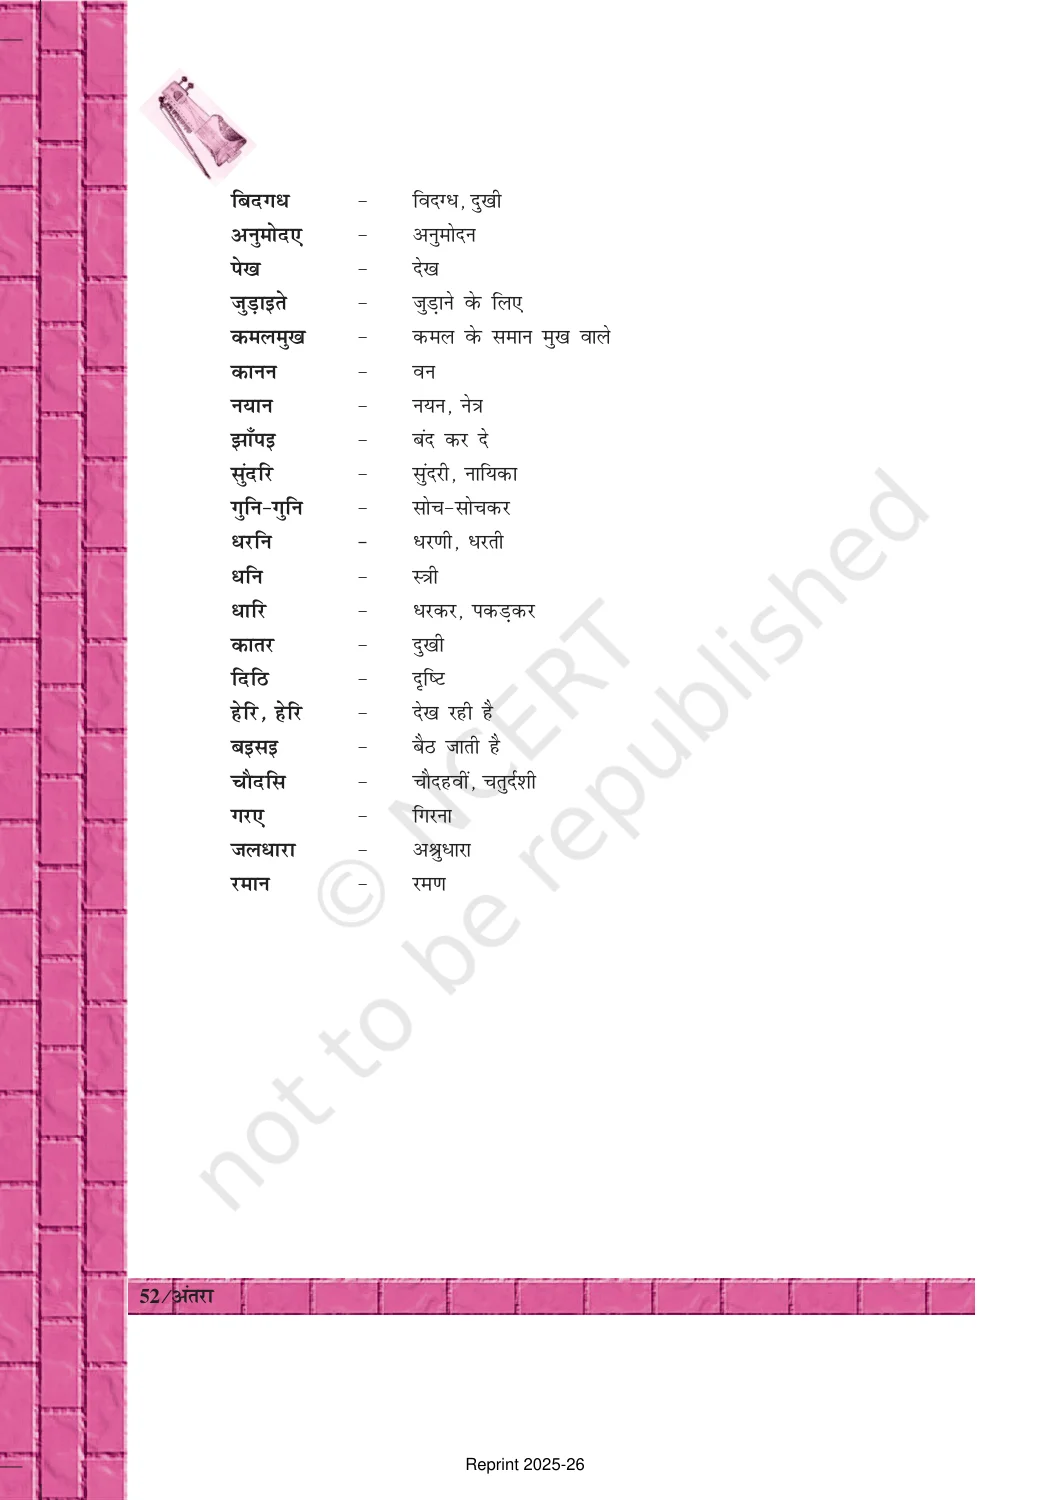 बिदगध – विदग्ध, दुखी
अनुमोदए – अनुमोदन
पेख – देख
जुड़ाइते – जुड़ाने के लिए
कमलमुख – कमल के समान मुख वाले
कानन – वन
नयान – नयन, नेत्र
झाँपइ – बंद कर दे
सुंदरि – सुंदरी, नायिका
गुनि-गुनि – सोच-सोचकर
धरनि – धरणी, धरती
धनि – स्त्री
धारि – धरकर, पकड़कर
कातर – दुखी
दिठि – दृष्टि
हेरि, हेरि – देख रही है
बइसइ – बैठ जाती है
चौदसि – चौदहवीं, चतुर्दशी
गरए – गिरना
जलधारा – अश्रुधारा
रमान – रमण
© NCERT
not to be republished
52/अंतरा
Reprint 2025-26